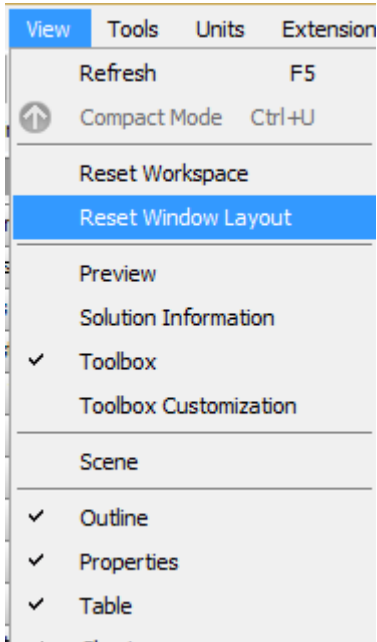 View Tools Units Extension
Refresh F5
Compact Mode Ctrl+U
Reset Workspace
Reset Window Layout
Preview
Solution Information
Toolbox
Toolbox Customization
Scene
Outline
Properties
Table